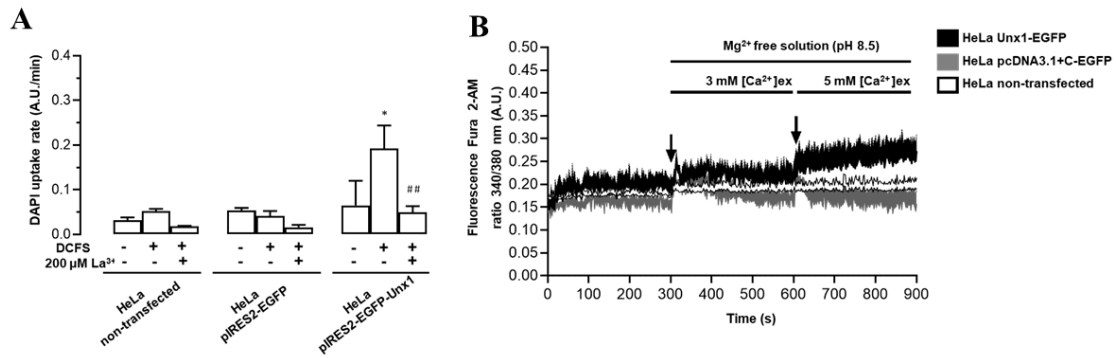 A
DAPI uptake rate (A.U./min)
0.4
0.3
0.2
0.1
0.0
*
##
DCFS - + + - + + - + +
200 µM La³⁺ + + +
HeLa
non-transfected
HeLa
pIRES2-EGFP
HeLa
pIRES2-EGFP-Unx1
B
Fluorescence Fura 2-AM
ratio 340/380 nm (A.U.)
0.50
0.45
0.40
0.35
0.30
0.25
0.20
0.15
0.10
0.05
0.00
Mg²⁺ free solution (pH 8.5)
3 mM [Ca²⁺]ex 5 mM [Ca²⁺]ex
0 100 200 300 400 500 600 700 800 900
Time (s)
HeLa Unx1-EGFP
HeLa pcDNA3.1+C-EGFP
HeLa non-transfected